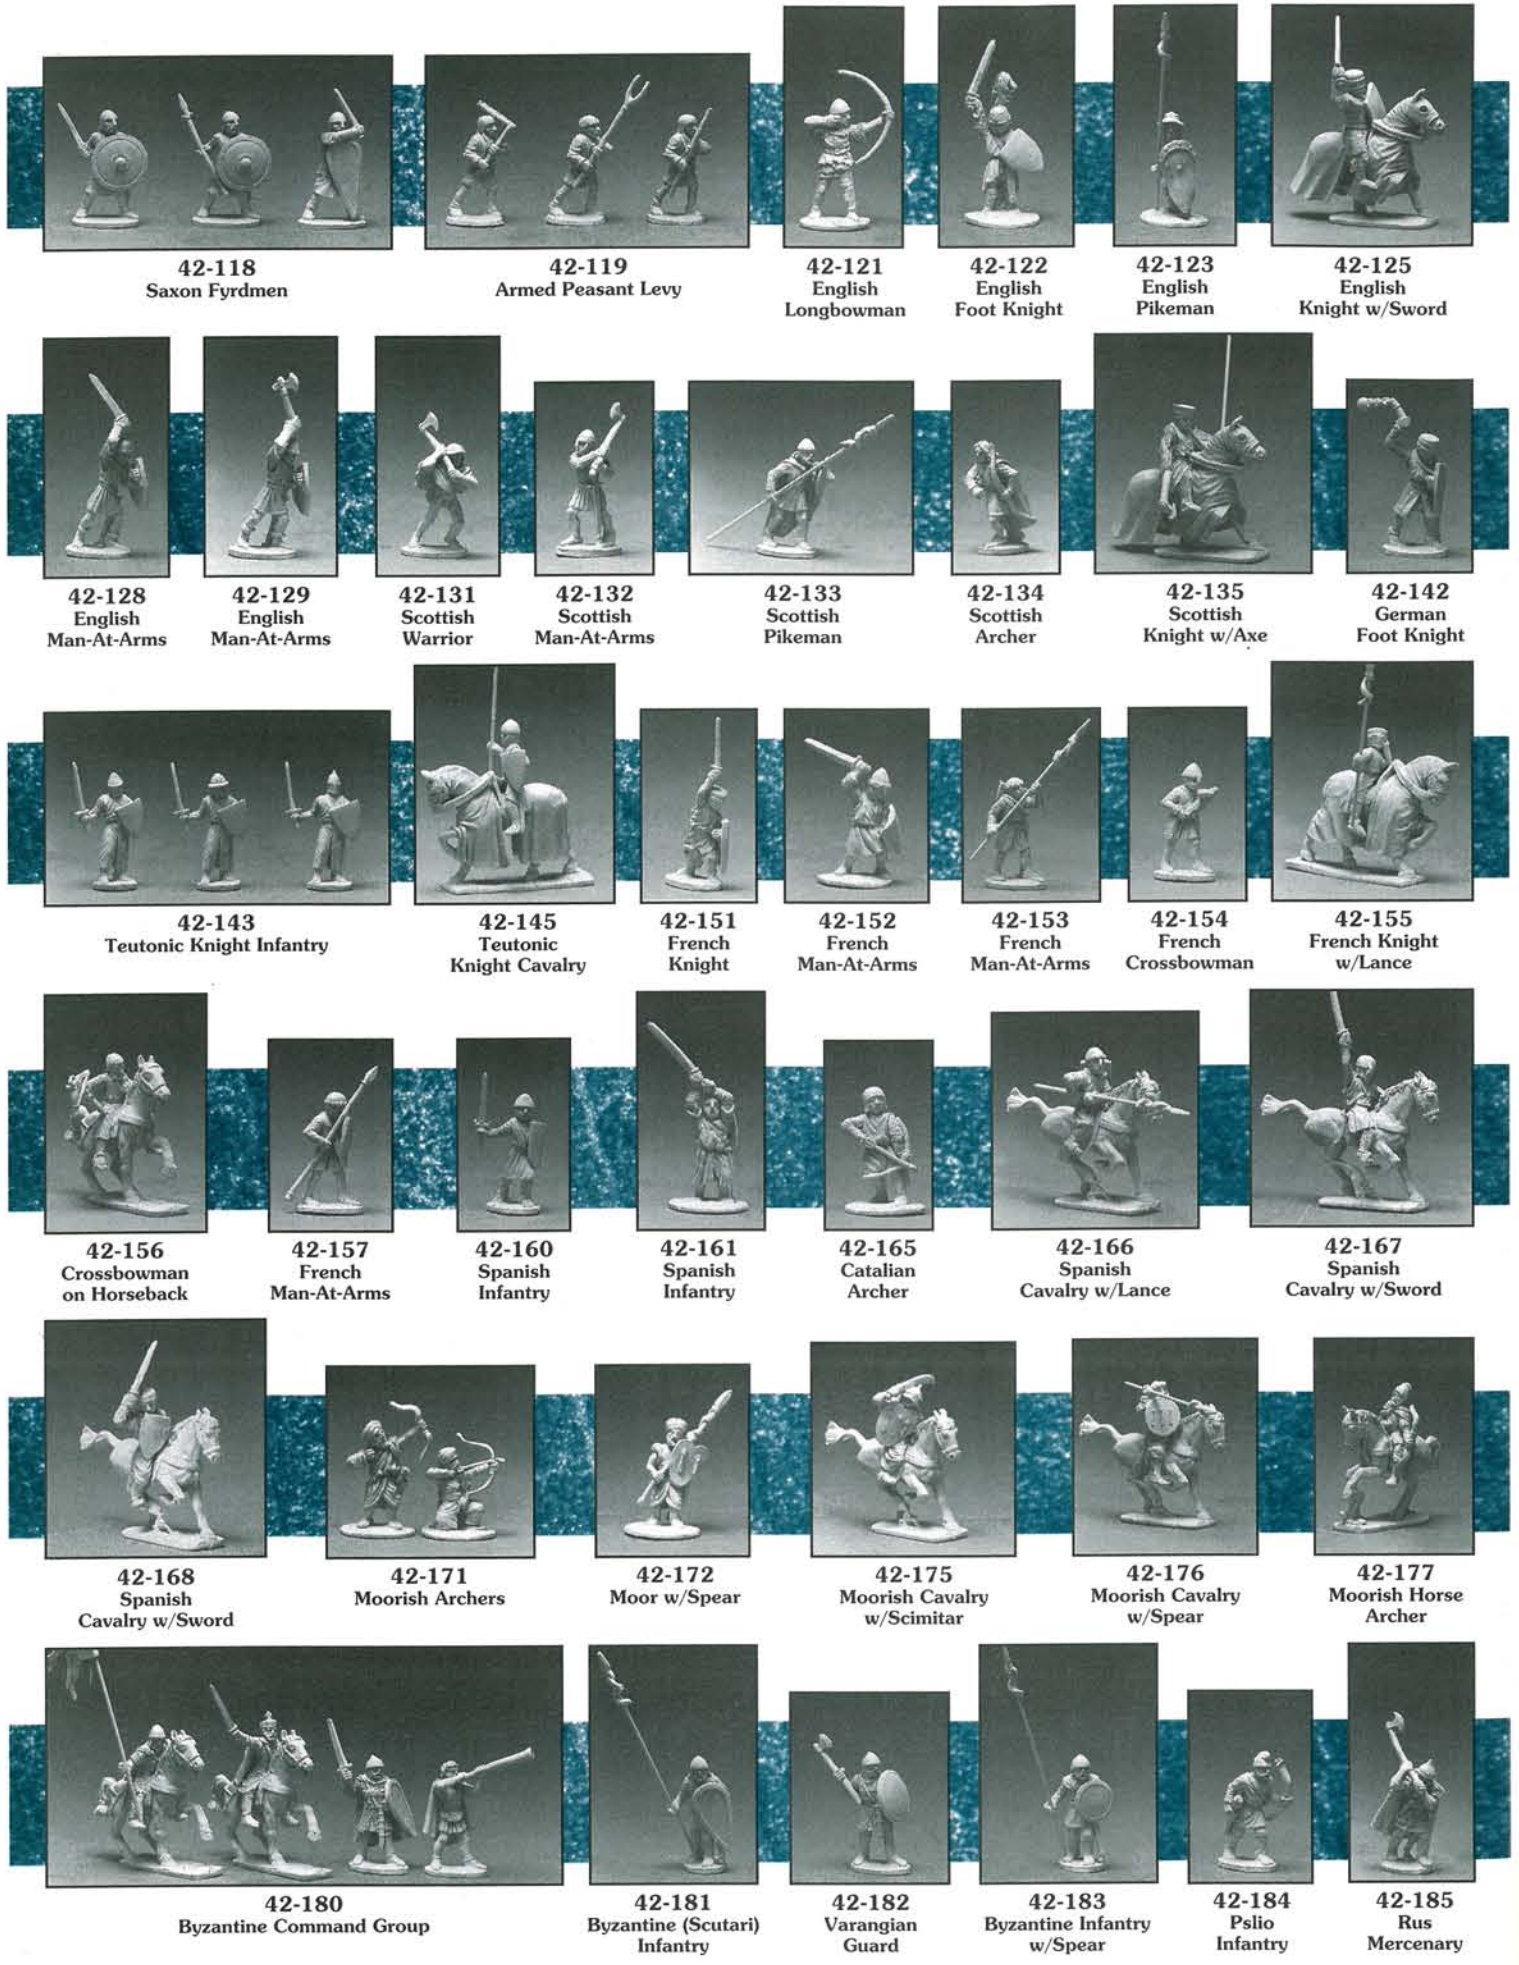 42-118
Saxon Fyrdmen
42-119
Armed Peasant Levy
42-121
English
Longbowman
42-122
English
Foot Knight
42-123
English
Pikeman
42-125
English
Knight w/Sword
42-128
English
Man-At-Arms
42-129
English
Man-At-Arms
42-131
Scottish
Warrior
42-132
Scottish
Man-At-Arms
42-133
Scottish
Pikeman
42-134
Scottish
Archer
42-135
Scottish
Knight w/Axe
42-142
German
Foot Knight
42-143
Teutonic Knight Infantry
42-145
Teutonic
Knight Cavalry
42-151
French
Knight
42-152
French
Man-At-Arms
42-153
French
Man-At-Arms
42-154
French
Crossbowman
42-155
French Knight
w/Lance
42-156
Crossbowman
on Horseback
42-157
French
Man-At-Arms
42-160
Spanish
Infantry
42-161
Spanish
Infantry
42-165
Catalian
Archer
42-166
Spanish
Cavalry w/Lance
42-167
Spanish
Cavalry w/Sword
42-168
Spanish
Cavalry w/Sword
42-171
Moorish Archers
42-172
Moor w/Spear
42-175
Moorish Cavalry
w/Scimitar
42-176
Moorish Cavalry
w/Spear
42-177
Moorish Horse
Archer
42-180
Byzantine Command Group
42-181
Byzantine (Scutari)
Infantry
42-182
Varangian
Guard
42-183
Byzantine Infantry
w/Spear
42-184
Pslio
Infantry
42-185
Rus
Mercenary